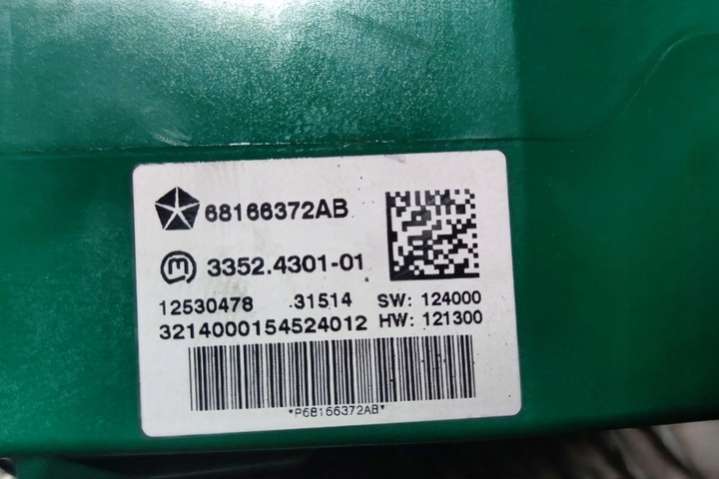 68166372AB
3352.4301-01
12530478 .31514 SW: 124000
3214000154524012 HW: 121300
*P68166372AB*